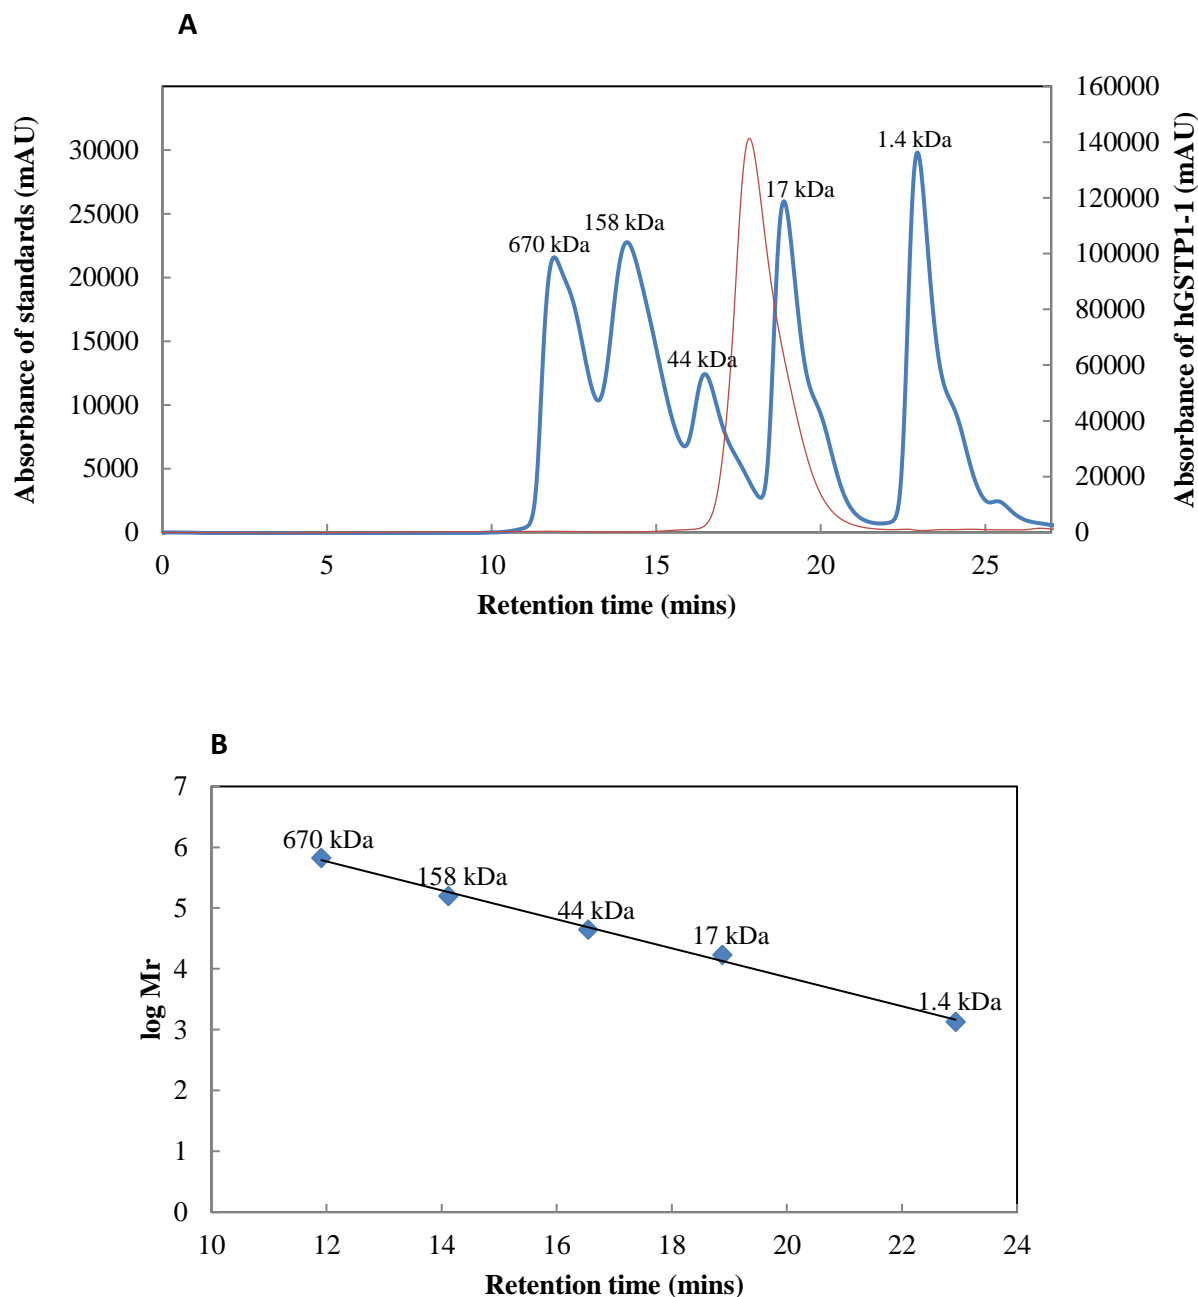 A
Absorbance of standards (mAU)
Absorbance of hGSTP1-1 (mAU)
160000
140000
120000
100000
80000
60000
40000
20000
0
30000
25000
20000
15000
10000
5000
0
670 kDa
158 kDa
44 kDa
17 kDa
1.4 kDa
0 5 10 15 20 25
Retention time (mins)
B
log Mr
7
6
5
4
3
2
1
0
670 kDa
158 kDa
44 kDa
17 kDa
1.4 kDa
10 12 14 16 18 20 22 24
Retention time (mins)